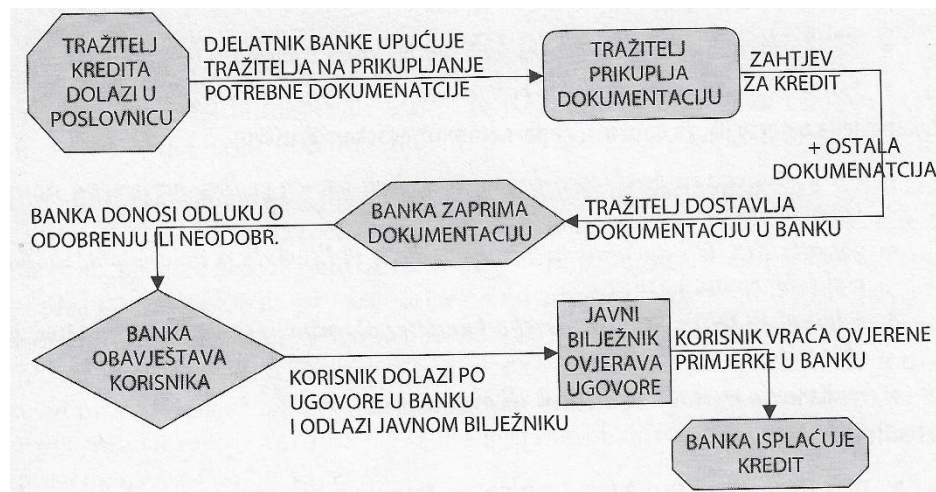 TRAŽITELJ
KREDITA
DOLAZI U
POSLOVNICU
DJELATNIK BANKE UPUĆUJE
TRAŽITELJA NA PRIKUPLJANJE
POTREBNE DOKUMENATCIJE
TRAŽITELJ
PRIKUPLJA
DOKUMENTACIJU
ZAHTJEV
ZA KREDIT
+ OSTALA
DOKUMENATCIJA
TRAŽITELJ DOSTAVLJA
DOKUMENTACIJU U BANKU
BANKA ZAPRIMA
DOKUMENTACIJU
BANKA DONOSI ODLUKU O
ODOBRENJU ILI NEODOBR.
BANKA
OBAVJEŠTAVA
KORISNIKA
KORISNIK DOLAZI PO
UGOVORE U BANKU
I ODLAZI JAVNOM BILJEŽNIKU
JAVNI
BILJEŽNIK
OVJERAVA
UGOVORE
KORISNIK VRAĆA OVJERENE
PRIMJERKE U BANKU
BANKA ISPLAĆUJE
KREDIT